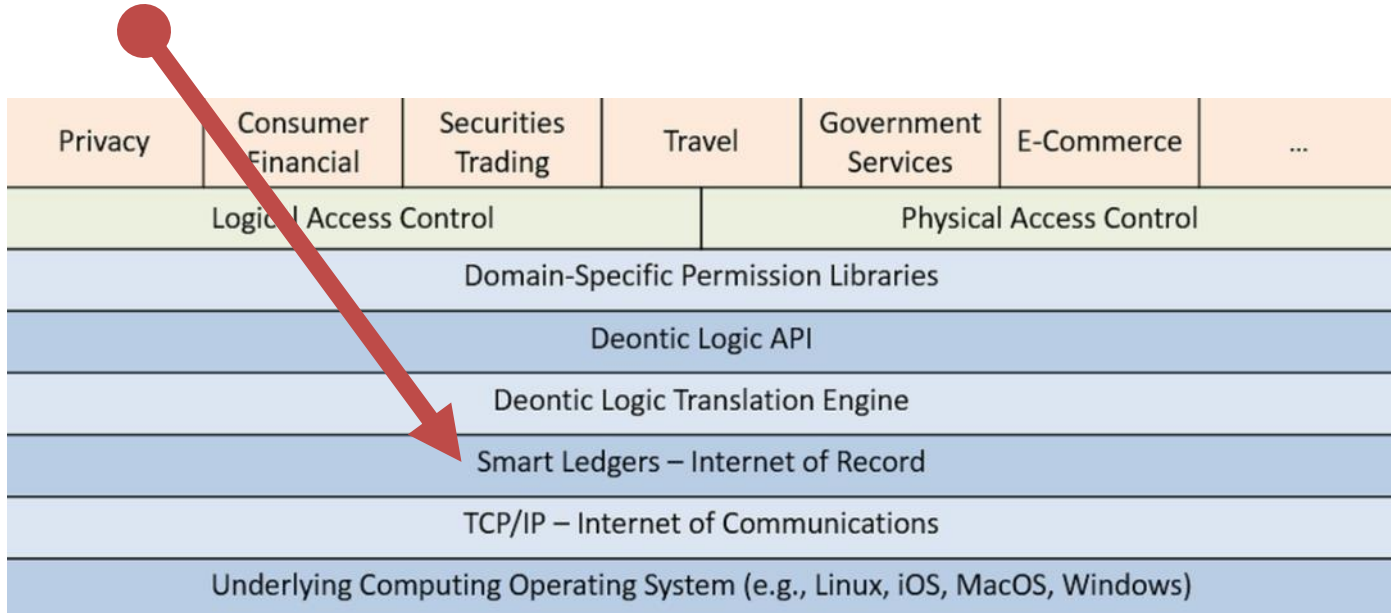 Privacy
Consumer
Financial
Securities
Trading
Travel
Government
Services
E-Commerce
...
Logical Access Control
Physical Access Control
Domain-Specific Permission Libraries
Deontic Logic API
Deontic Logic Translation Engine
Smart Ledgers – Internet of Record
TCP/IP – Internet of Communications
Underlying Computing Operating System (e.g., Linux, iOS, MacOS, Windows)